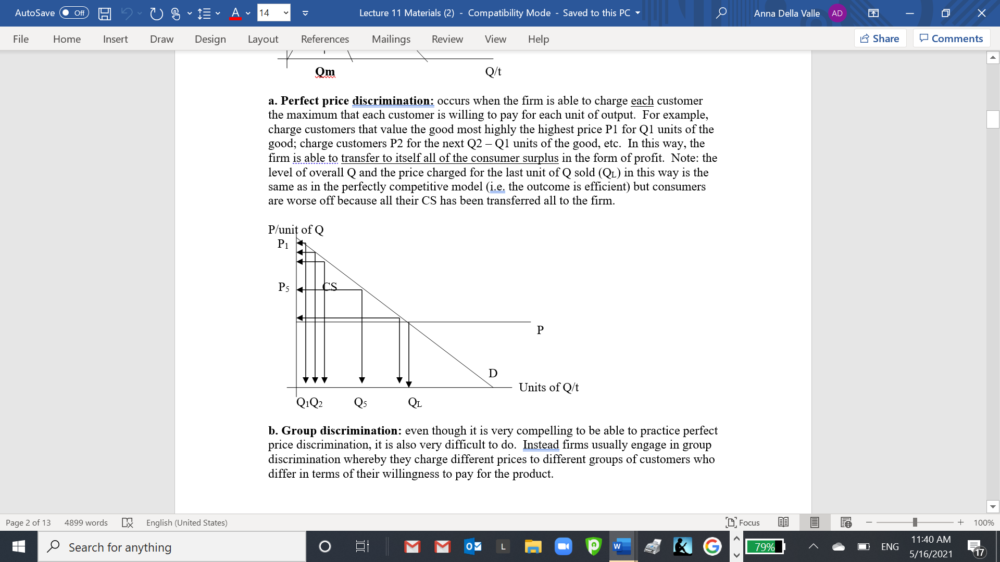 AutoSave Off 14 Lecture 11 Materials (2) - Compatibility Mode - Saved to this PC Anna Della Valle AD
File Home Insert Draw Design Layout References Mailings Review View Help Share Comments
Qm Q/t
a. Perfect price discrimination: occurs when the firm is able to charge each customer
the maximum that each customer is willing to pay for each unit of output. For example,
charge customers that value the good most highly the highest price P1 for Q1 units of the
good; charge customers P2 for the next Q2 – Q1 units of the good, etc. In this way, the
firm is able to transfer to itself all of the consumer surplus in the form of profit. Note: the
level of overall Q and the price charged for the last unit of Q sold (QL) in this way is the
same as in the perfectly competitive model (i.e. the outcome is efficient) but consumers
are worse off because all their CS has been transferred all to the firm.
P/unit of Q
P1
P5 CS
P
D
Units of Q/t
Q1Q2 Q5 QL
b. Group discrimination: even though it is very compelling to be able to practice perfect
price discrimination, it is also very difficult to do. Instead firms usually engage in group
discrimination whereby they charge different prices to different groups of customers who
differ in terms of their willingness to pay for the product.
Page 2 of 13 4899 words English (United States) Focus 100%
Search for anything L 79% ENG 11:40 AM
5/16/2021 17